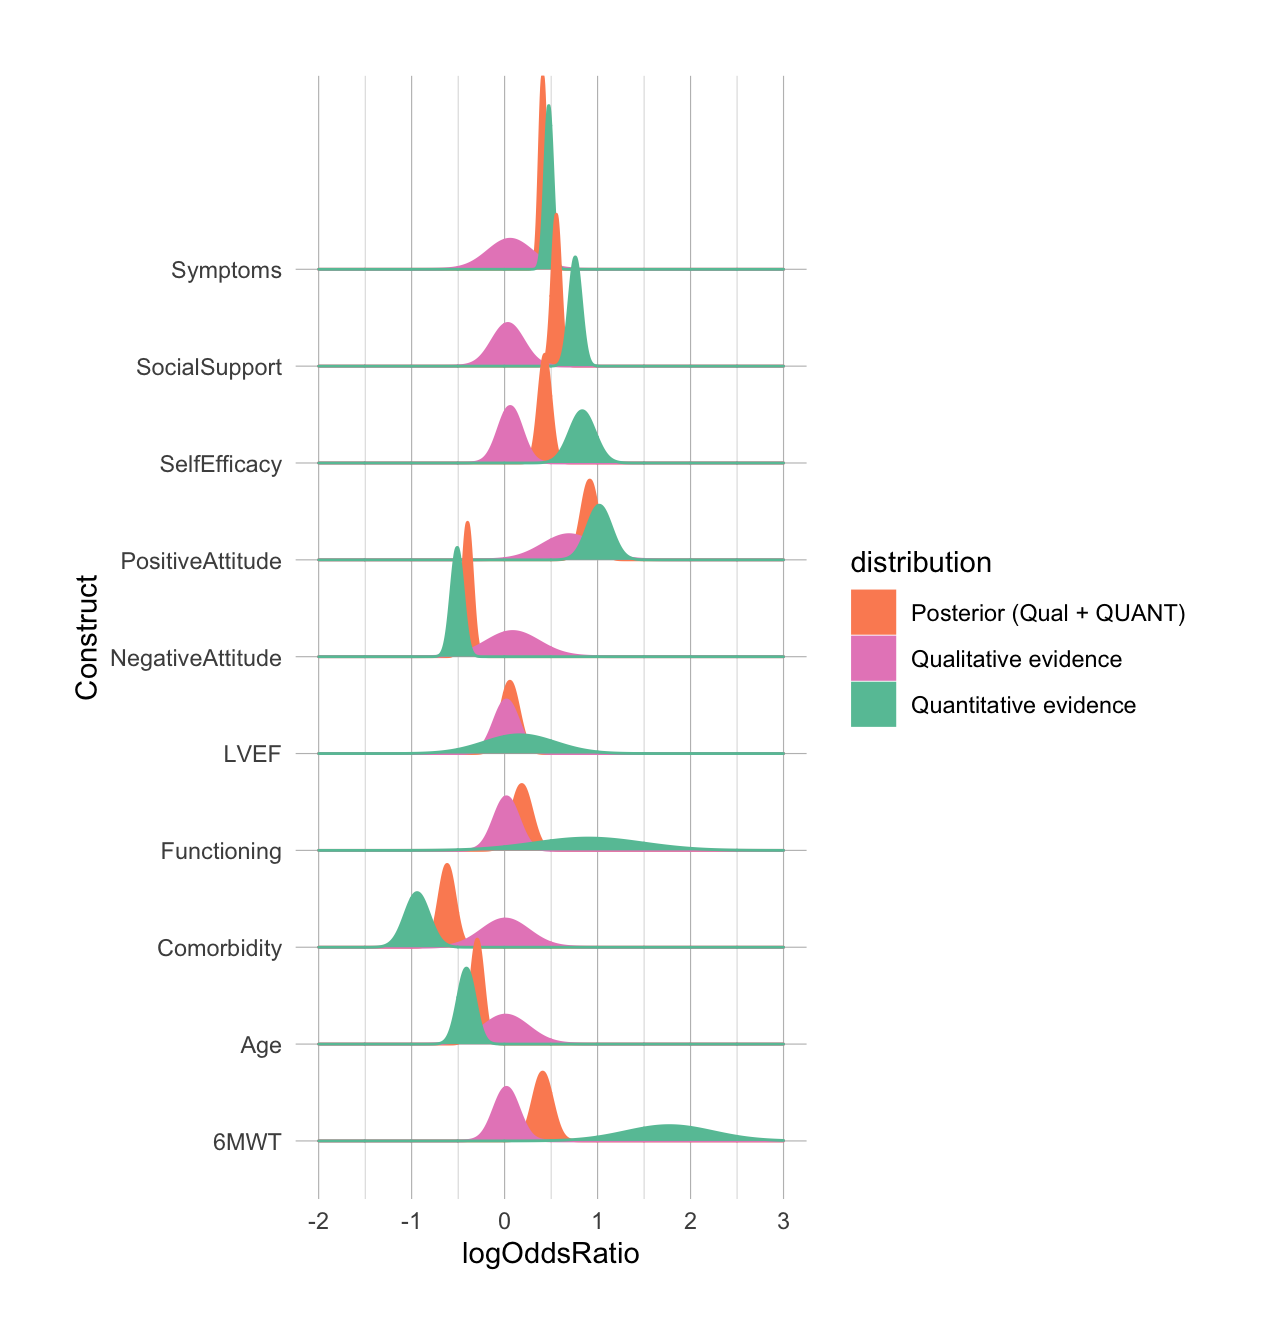 Symptoms
SocialSupport
SelfEfficacy
PositiveAttitude
NegativeAttitude
LVEF
Functioning
Comorbidity
Age
6MWT
Construct
-2 -1 0 1 2 3
logOddsRatio
distribution
Posterior (Qual + QUANT)
Qualitative evidence
Quantitative evidence